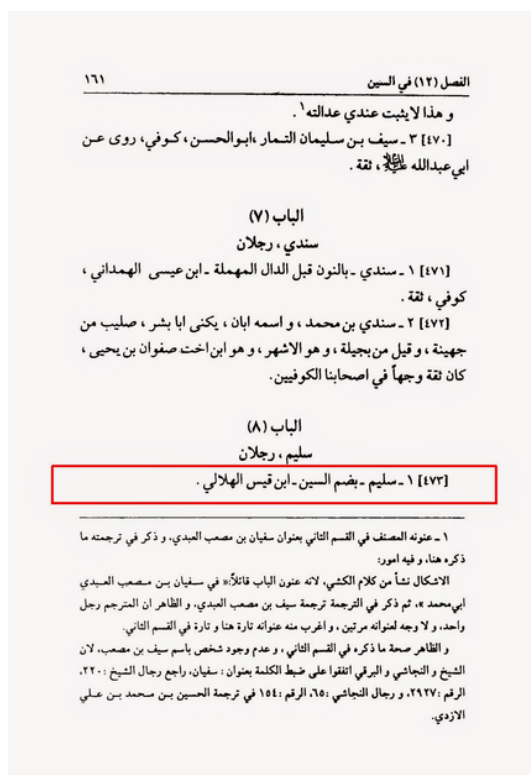 الفصل (١٢) في السين ١٦١
و هذا لايثبت عندي عدالته١ .
[٤٧٠] ٣ ـ سيف بن سليمان التمار ،ابوالحسن ، كوفي، روى عن
ابي عبدالله عليه السلام ، ثقة .
الباب (٧)
سندي ، رجلان
[٤٧١] ١ ـ سندي ـ بالنون قبل الدال المهملة ـ ابن عيسى الهمداني ،
كوفي ، ثقة .
[٤٧٢] ٢ ـ سندي بن محمد ، و اسمه ابان ، يكنى ابا بشر ، صليب من
جهينة ، و قيل من بجيلة ، و هو الاشهر ، و هو ابن اخت صفوان بن يحيى ،
كان ثقة وجهاً في اصحابنا الكوفيين.
الباب (٨)
سليم ، رجلان
[٤٧٣] ١ ـ سليم ـ بضم السين ـ ابن قيس الهلالي .
١ ـ عنونه المصنف في القسم الثاني بعنوان سفيان بن مصعب العبدي، و ذكر في ترجمته ما
ذكره هنا، و فيه امور:
الاشكال نشأ من كلام الكشي، لانه عنون الباب قائلاً:« في سفيان بن مصعب العبدي
ابي محمد »، ثم ذكر في الترجمة ترجمة سيف بن مصعب العبدي، و الظاهر ان المترجم رجل
واحد، و لا وجه لعنوانه مرتين ، و اغرب منه عنوانه تارة هنا و تارة في القسم الثاني.
و الظاهر صحة ما ذكره في القسم الثاني ، و عدم وجود شخص باسم سيف بن مصعب، لان
الشيخ و النجاشي و البرقي اتفقوا على ضبط الكلمة بعنوان : سفيان، راجع رجال الشيخ : ٢٢٠،
الرقم :٢٩٢٧، و رجال النجاشي :٦٥، الرقم :١٥٤ في ترجمة الحسين بن محمد بن علي
الازدي.